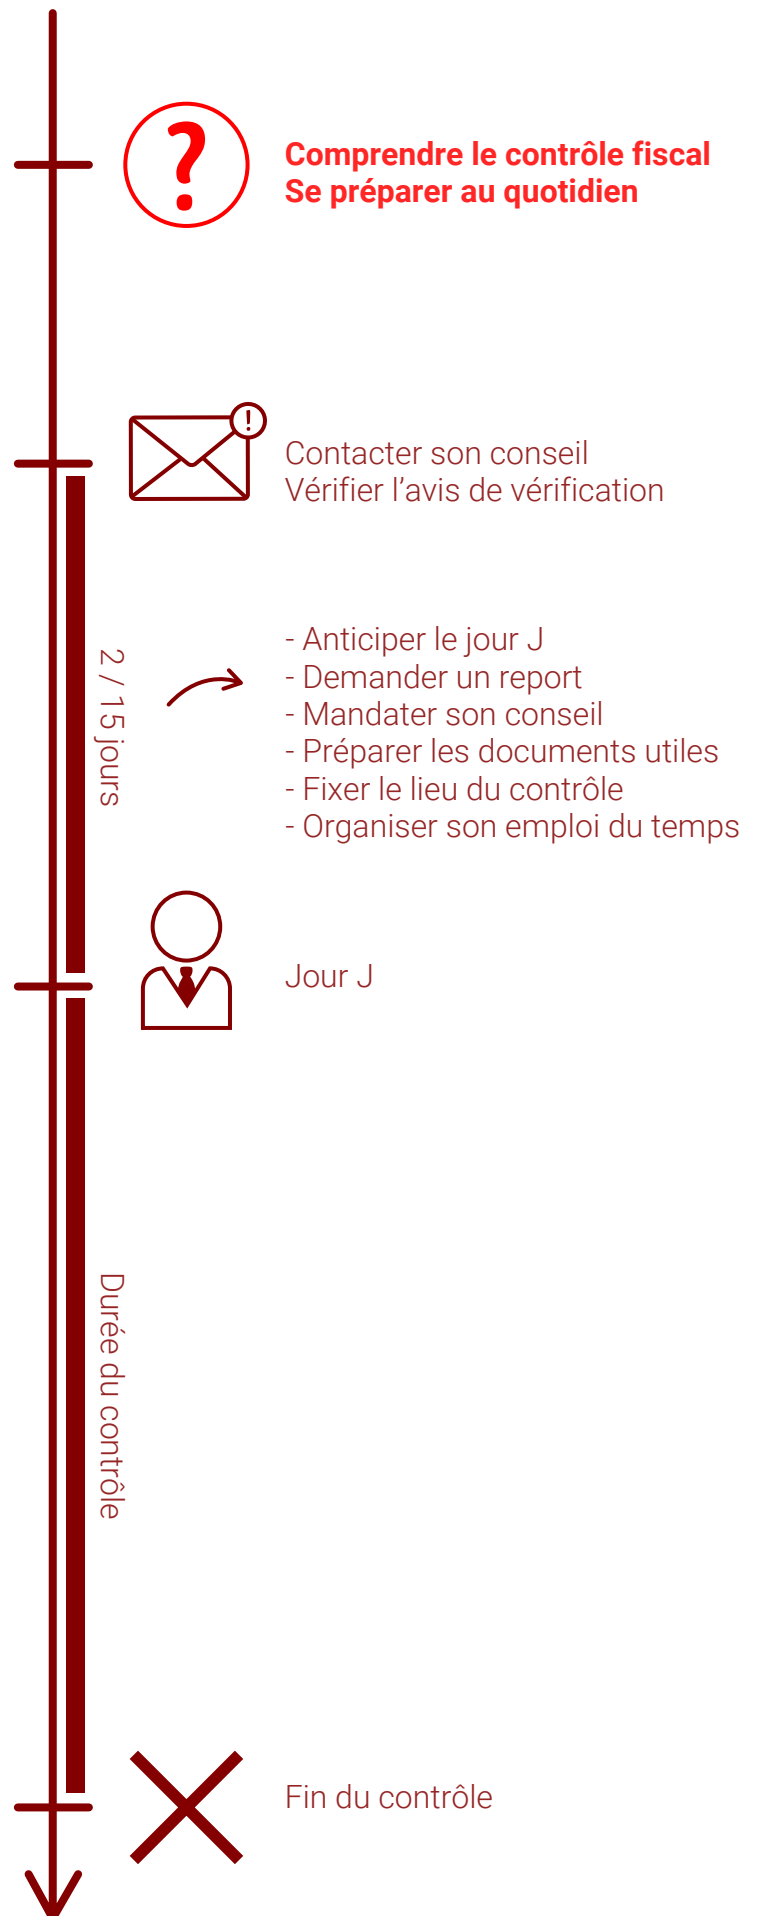 ?
Comprendre le contrôle fiscal
Se préparer au quotidien
!
Contacter son conseil
Vérifier l’avis de vérification
2 / 15 jours
- Anticiper le jour J
- Demander un report
- Mandater son conseil
- Préparer les documents utiles
- Fixer le lieu du contrôle
- Organiser son emploi du temps
Jour J
Durée du contrôle
Fin du contrôle